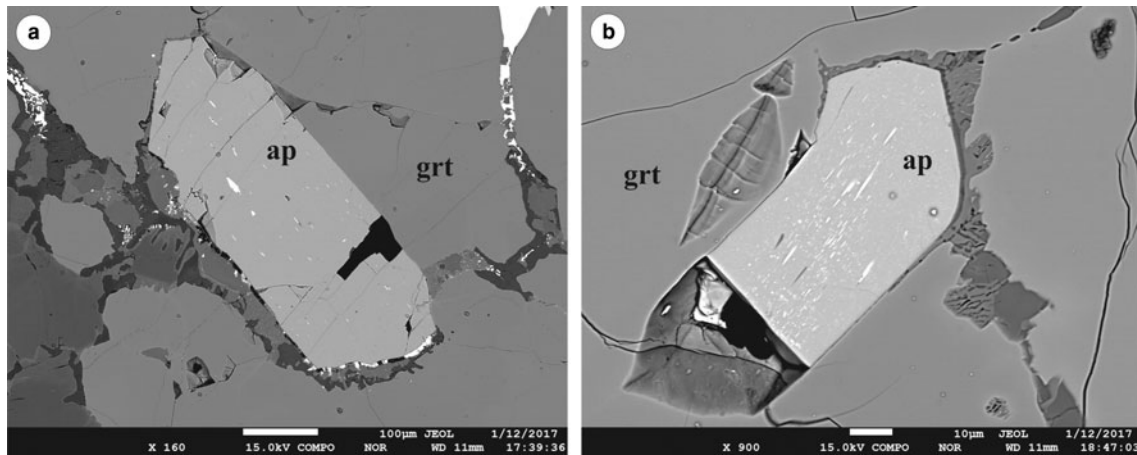 a
ap
grt
100µm JEOL 1/12/2017
X 160 15.0kV COMPO NOR WD 11mm 17:39:36
b
ap
grt
10µm JEOL 1/12/2017
X 900 15.0kV COMPO NOR WD 11mm 18:47:03